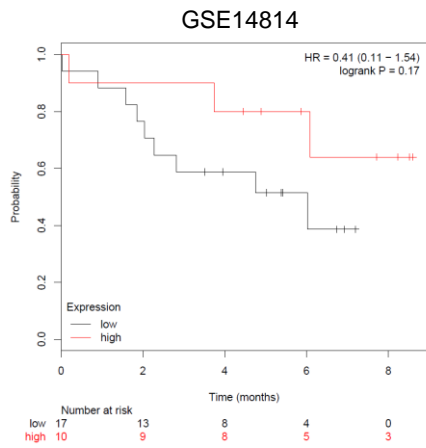 GSE14814
HR = 0.41 (0.11 − 1.54)
logrank P = 0.17
1.0
0.8
0.6
0.4
0.2
0.0
Probability
Expression
low
high
0 2 4 6 8
Time (months)
Number at risk
low 17 13 8 4 0
high 10 9 8 5 3